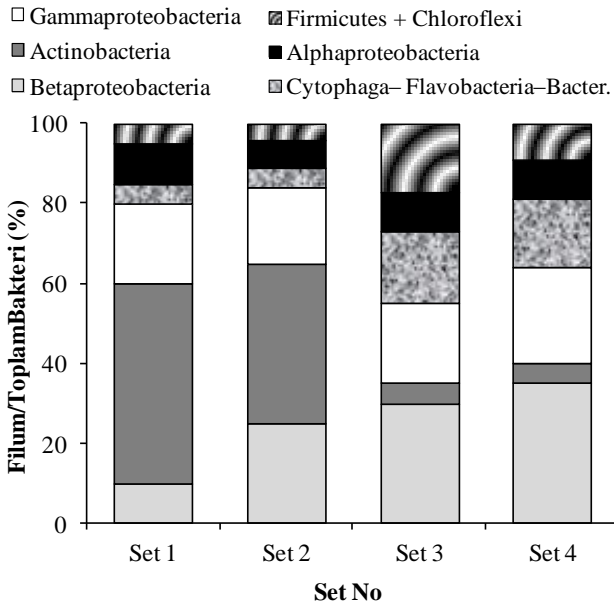 Gammaproteobacteria
Firmicutes + Chloroflexi
Actinobacteria
Alphaproteobacteria
Betaproteobacteria
Cytophaga– Flavobacteria–Bacter.
100
80
60
40
20
0
Filum/ToplamBakteri (%)
Set 1
Set 2
Set 3
Set 4
Set No